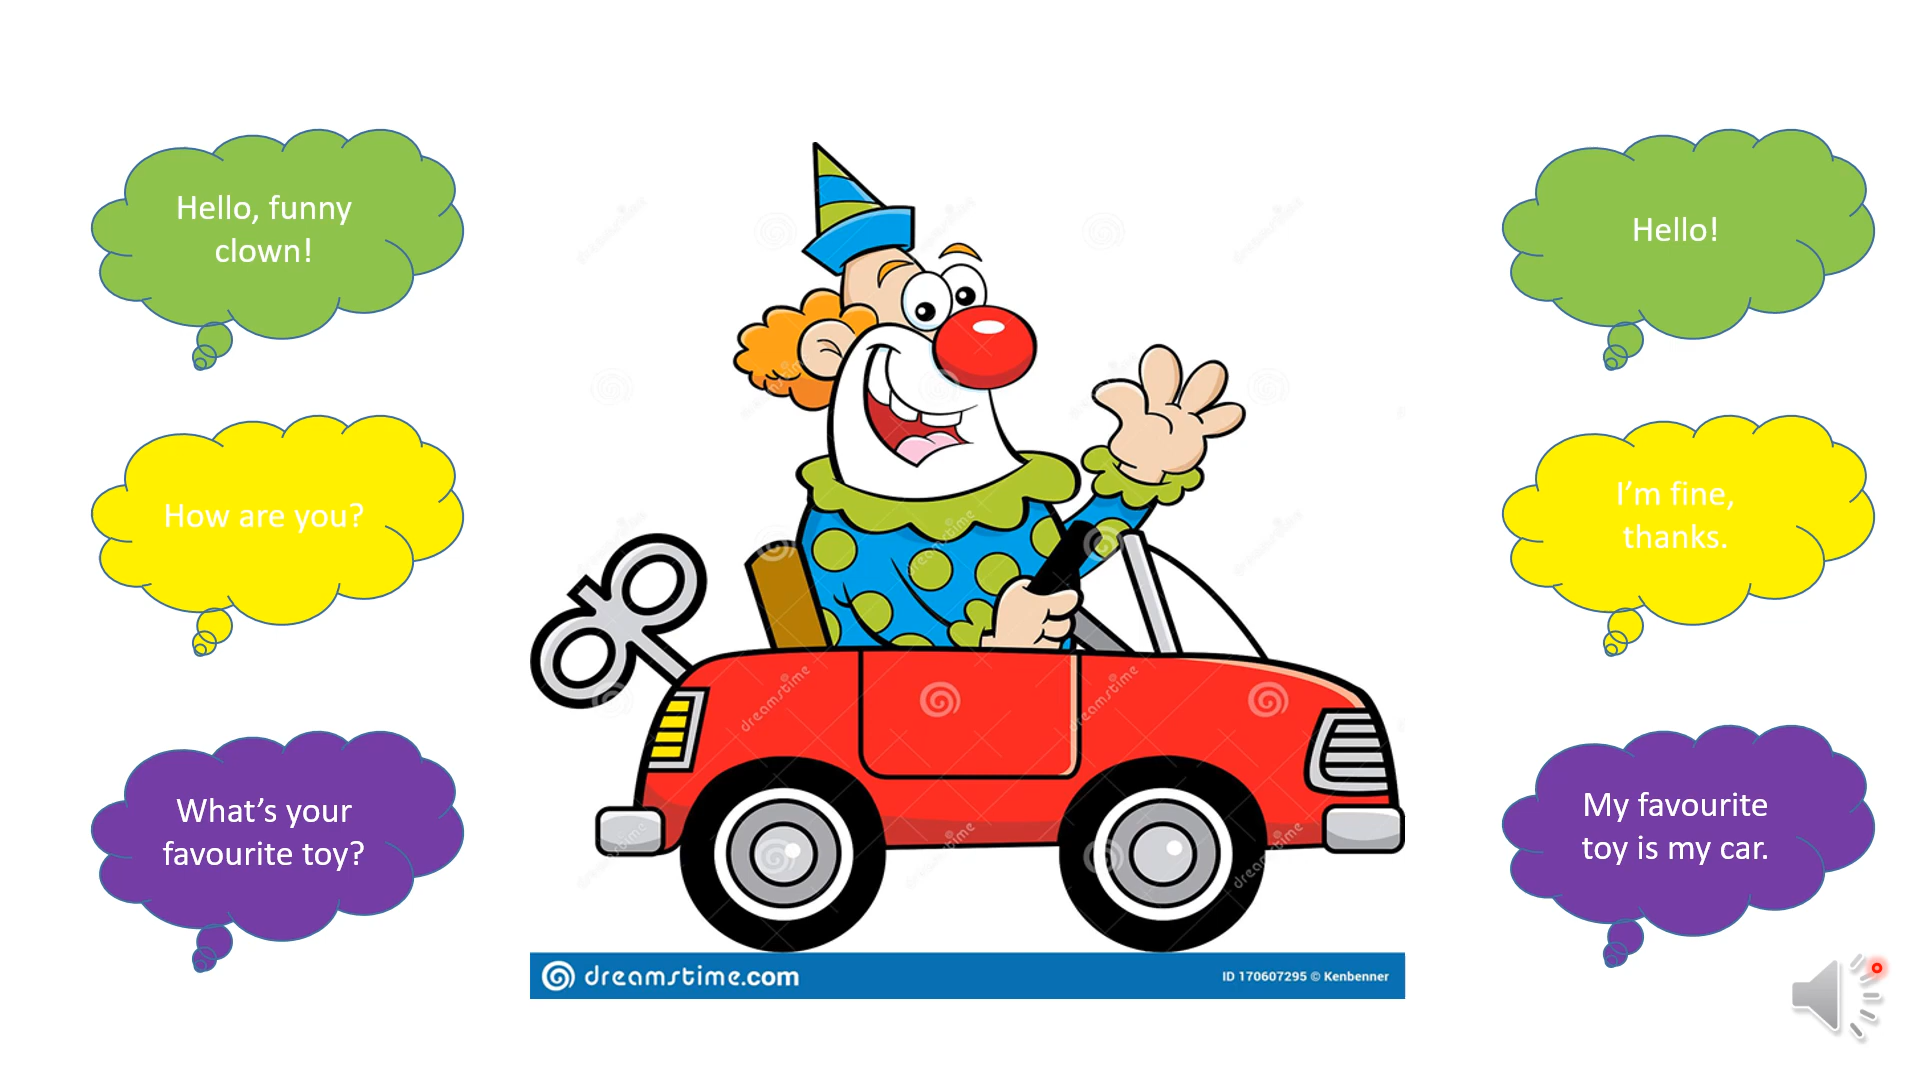 Hello, funny
clown!
Hello!
How are you?
I'm fine,
thanks.
What's your
favourite toy?
My favourite
toy is my car.
dreamstime.com
ID 170607295 © Kenbenner